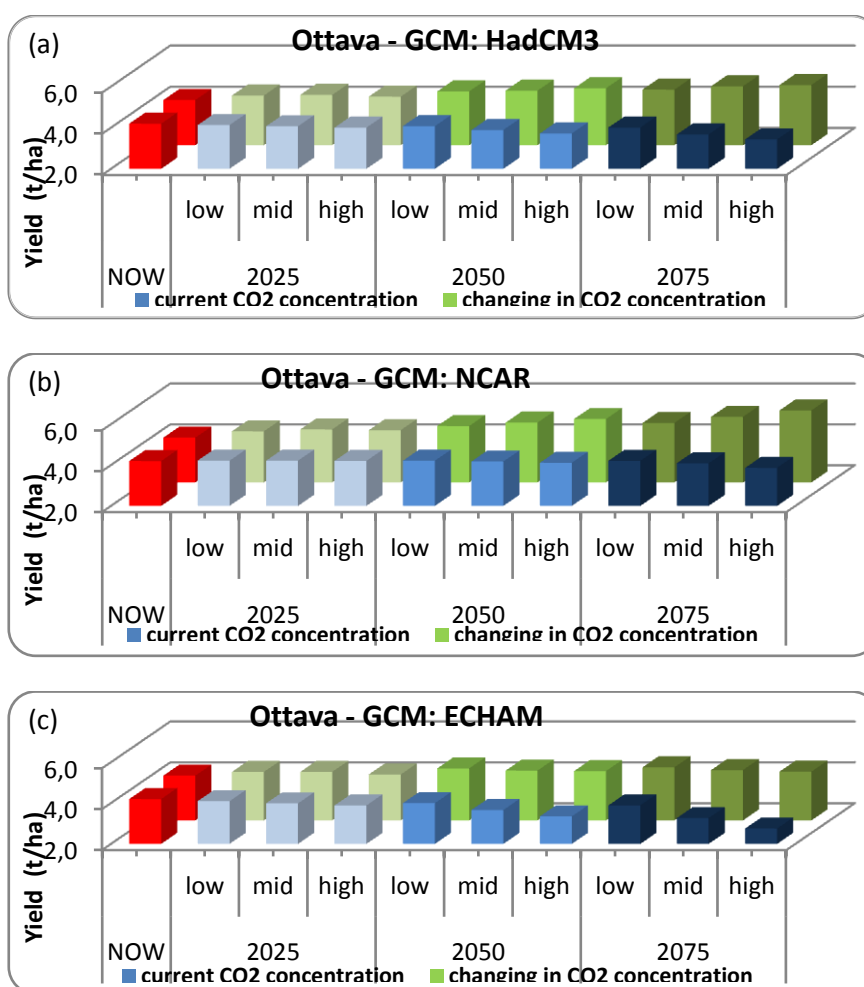 (a) Ottava - GCM: HadCM3
6,0
4,0
2,0
Yield (t/ha)
low mid high low mid high low mid high
NOW 2025 2050 2075
current CO2 concentration changing in CO2 concentration
(b) Ottava - GCM: NCAR
6,0
4,0
2,0
Yield (t/ha)
low mid high low mid high low mid high
NOW 2025 2050 2075
current CO2 concentration changing in CO2 concentration
(c) Ottava - GCM: ECHAM
6,0
4,0
2,0
Yield (t/ha)
low mid high low mid high low mid high
NOW 2025 2050 2075
current CO2 concentration changing in CO2 concentration